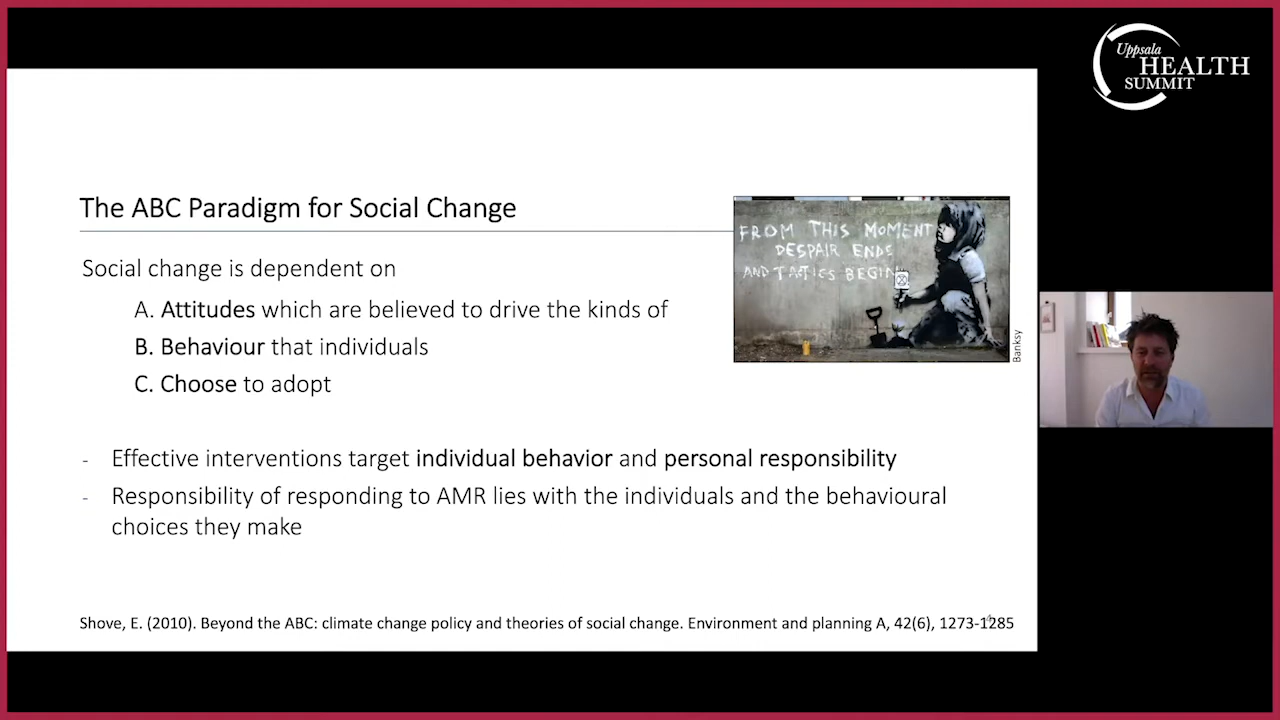 Uppsala
HEALTH
SUMMIT
The ABC Paradigm for Social Change
FROM THIS MOMENT
DESPAIR ENDS
AND TACTICS BEGIN
Banksy
Social change is dependent on
A. Attitudes which are believed to drive the kinds of
B. Behaviour that individuals
C. Choose to adopt
- Effective interventions target individual behavior and personal responsibility
- Responsibility of responding to AMR lies with the individuals and the behavioural
choices they make
Shove, E. (2010). Beyond the ABC: climate change policy and theories of social change. Environment and planning A, 42(6), 1273-1285
4